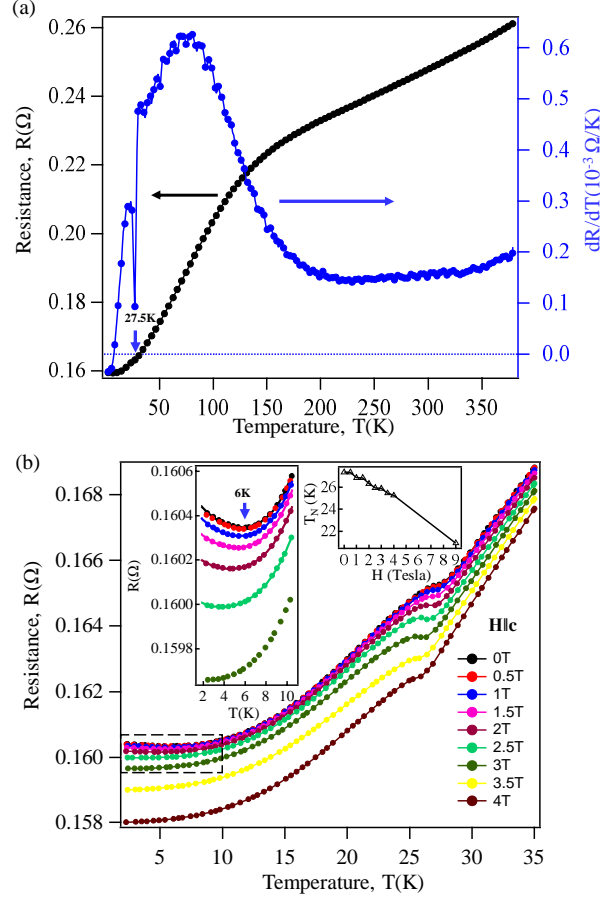 (a)
0.26
0.24
0.22
0.20
0.18
0.16
Resistance, R(Ω)
0.6
0.5
0.4
0.3
0.2
0.1
0.0
dR/dT(10⁻³ Ω/K)
27.5K
50 100 150 200 250 300 350
Temperature, T(K)
(b)
0.168
0.166
0.164
0.162
0.160
0.158
Resistance, R(Ω)
0.1606
0.1604
0.1602
0.1600
0.1598
R(Ω)
6K
2 4 6 8 10
T(K)
26
24
22
T_N (K)
0 1 2 3 4 5 6 7 8 9
H (Tesla)
H||c
0T
0.5T
1T
1.5T
2T
2.5T
3T
3.5T
4T
5 10 15 20 25 30 35
Temperature, T(K)